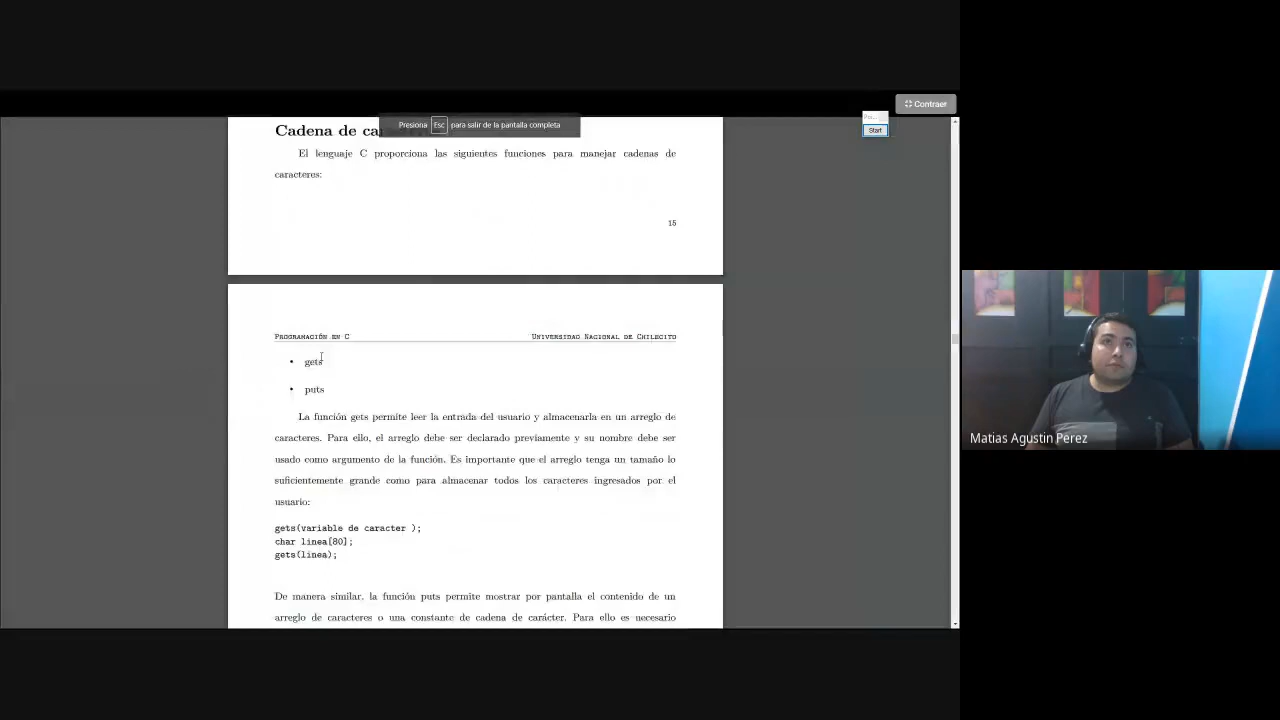 Contraer
Presiona Esc para salir de la pantalla completa
Start
Cadena de
El lenguaje C proporciona las siguientes funciones para manejar cadenas de
caracteres:
15
Programación en C Universidad Nacional de Chilecito
• gets
• puts
La función gets permite leer la entrada del usuario y almacenarla en un arreglo de
caracteres. Para ello, el arreglo debe ser declarado previamente y su nombre debe ser
usado como argumento de la función. Es importante que el arreglo tenga un tamaño lo
suficientemente grande como para almacenar todos los caracteres ingresados por el
usuario:
gets(variable de caracter );
char linea[80];
gets(linea);
De manera similar, la función puts permite mostrar por pantalla el contenido de un
arreglo de caracteres o una constante de cadena de carácter. Para ello es necesario
Matias Agustin Perez